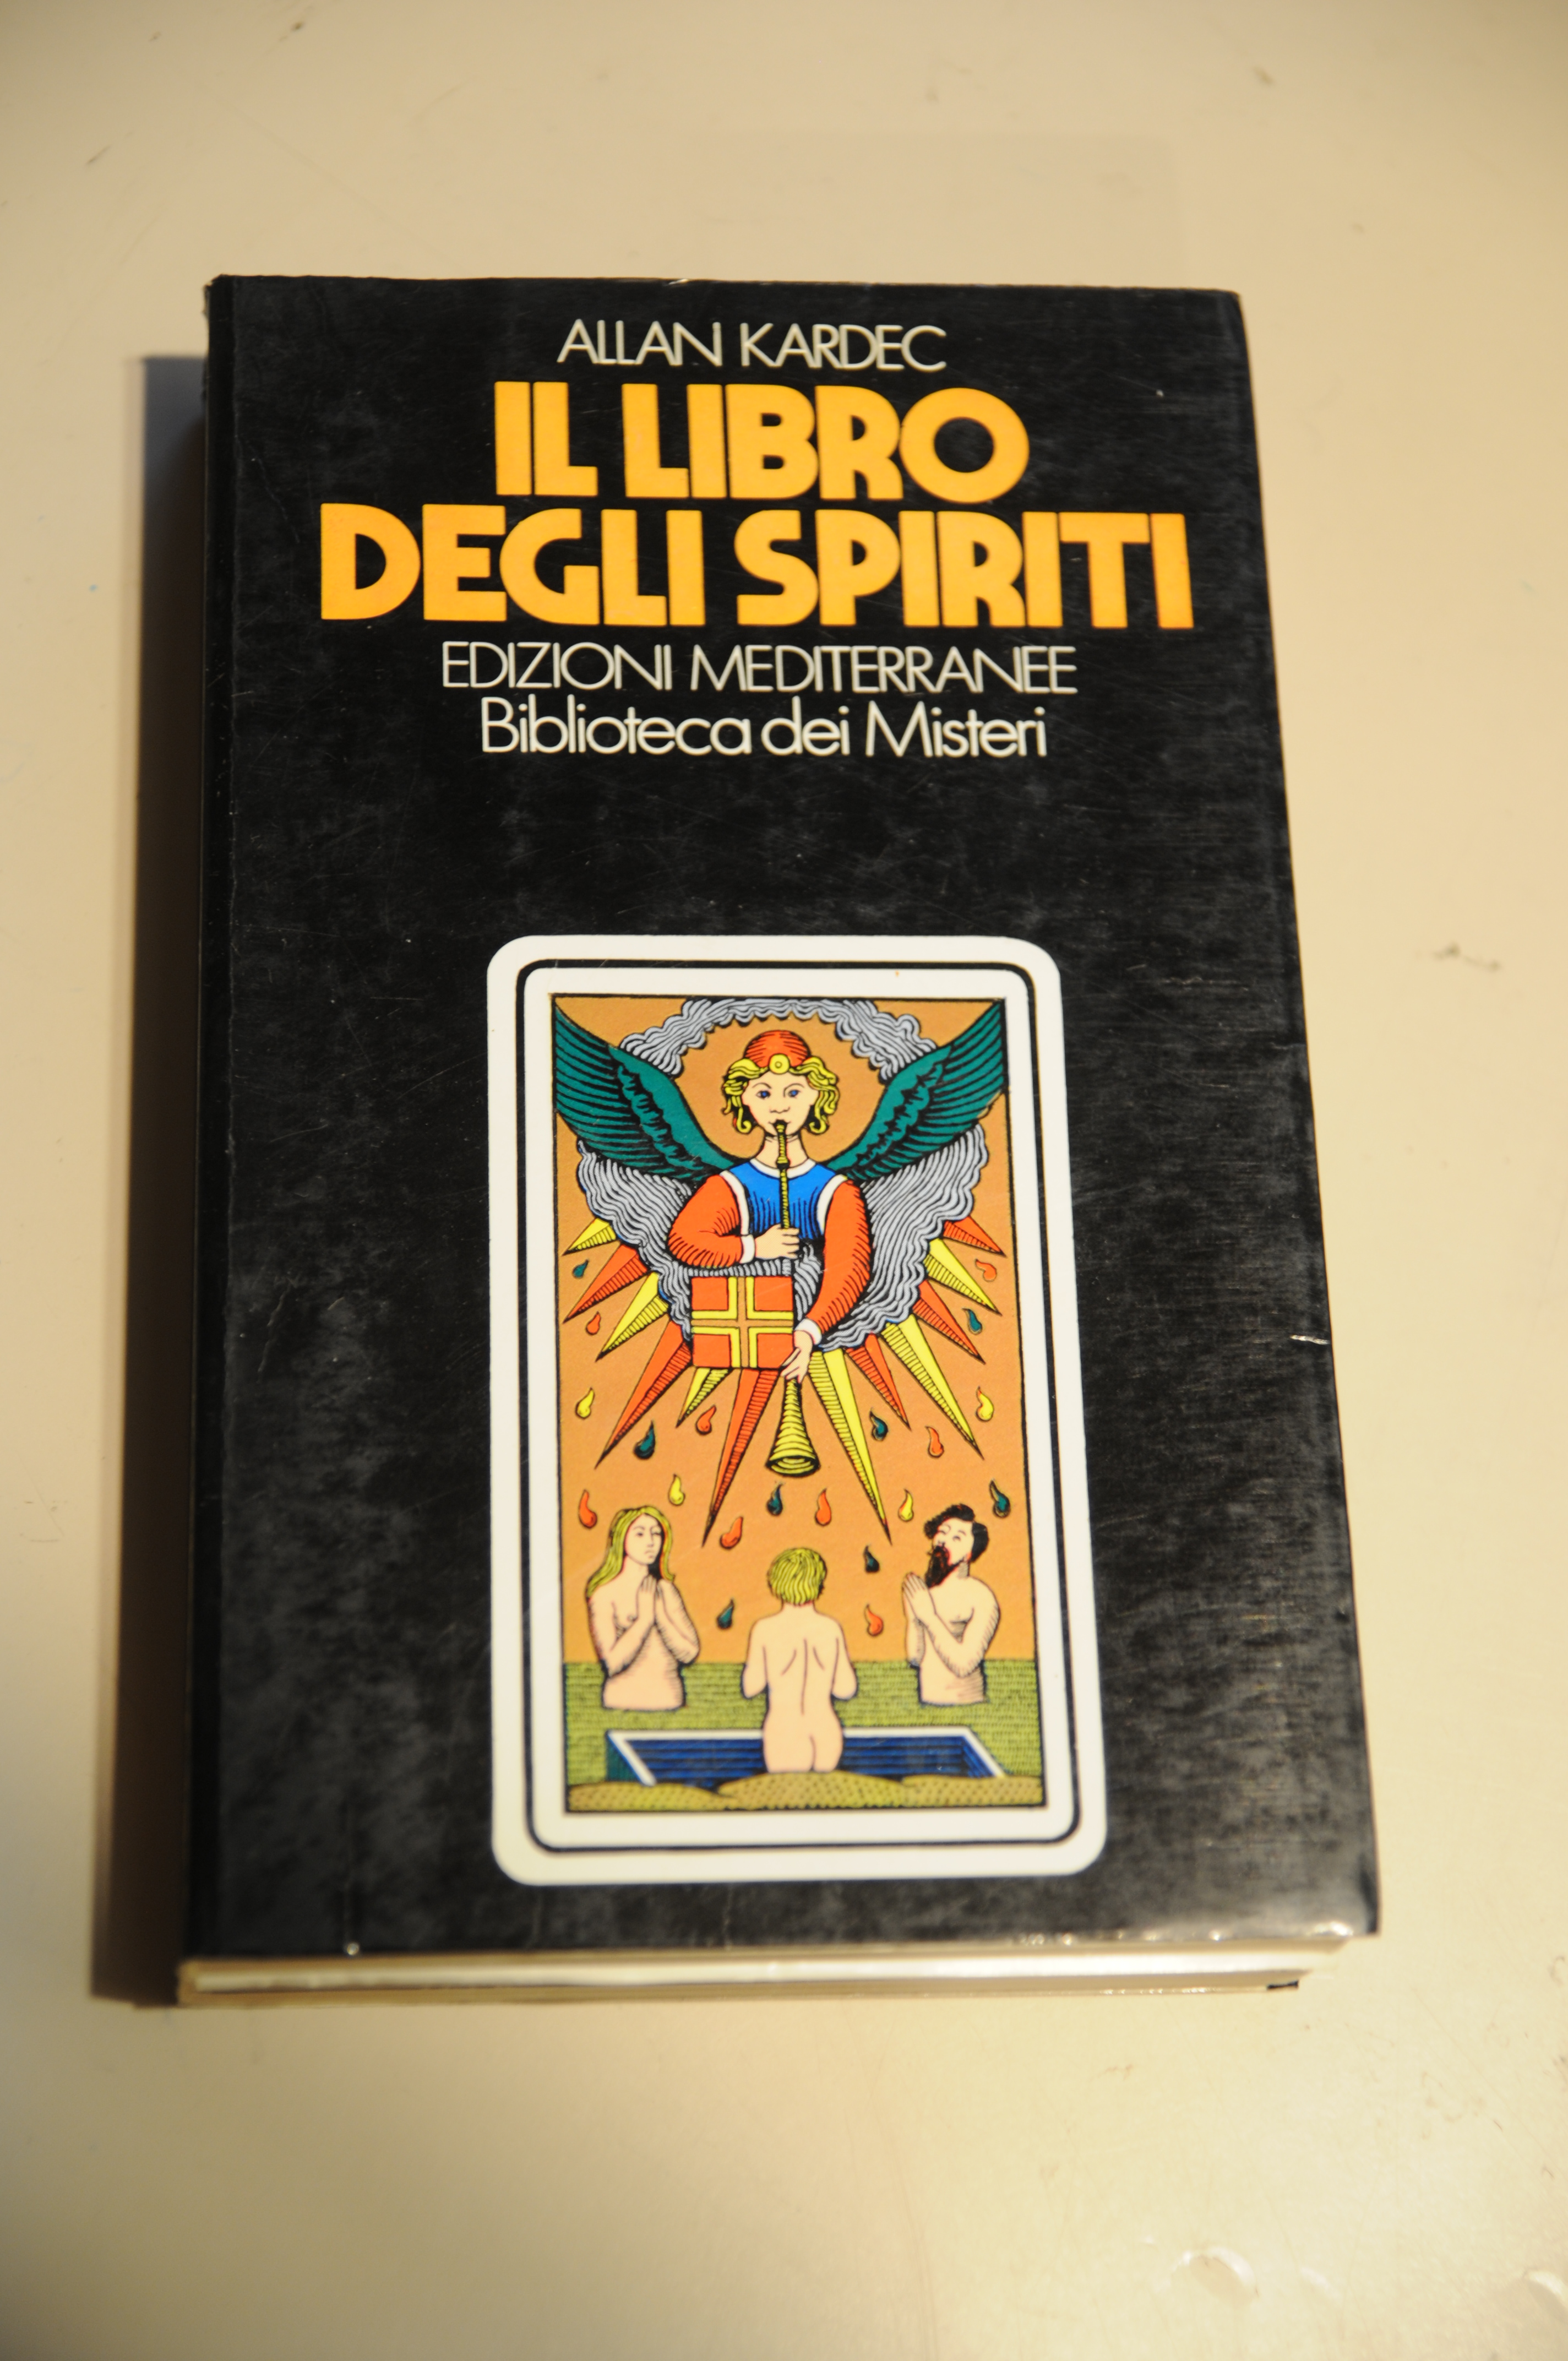 ALLAN KARDEC
IL LIBRO
DEGLI SPIRITI
EDIZIONI MEDITERRANEE
Biblioteca dei Misteri